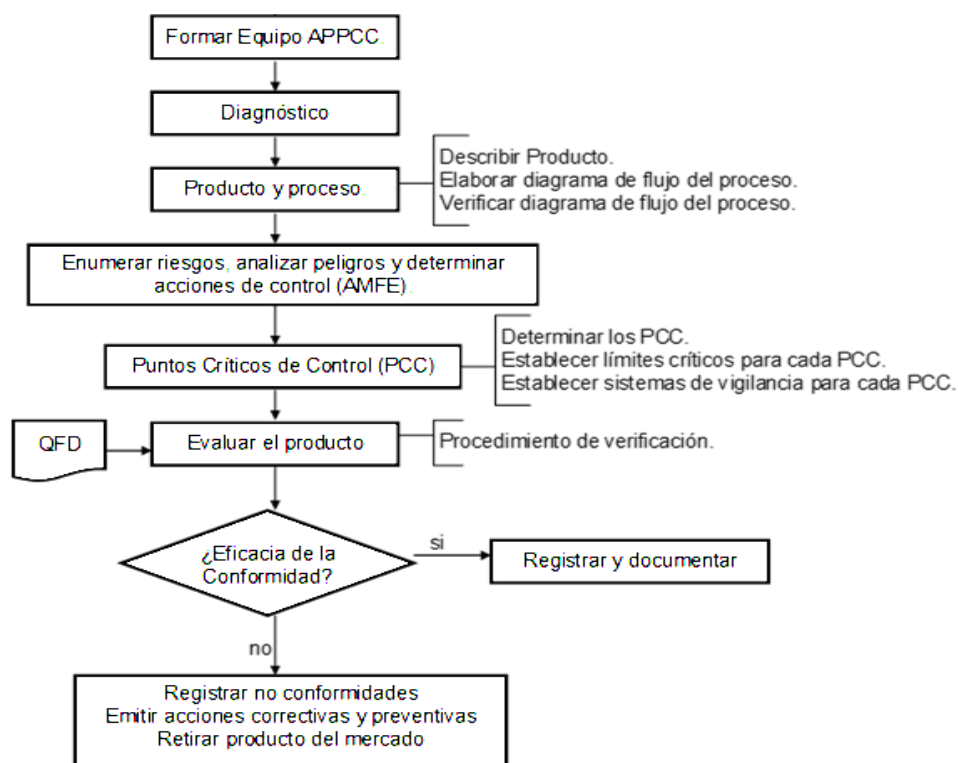 Formar Equipo APPCC.
Diagnóstico
Producto y proceso.
Describir Producto.
Elaborar diagrama de flujo del proceso.
Verificar diagrama de flujo del proceso.
Enumerar riesgos, analizar peligros y determinar
acciones de control (AMFE).
Puntos Críticos de Control (PCC)
Determinar los PCC.
Establecer límites críticos para cada PCC.
Establecer sistemas de vigilancia para cada PCC.
QFD
Evaluar el producto
Procedimiento de verificación.
¿Eficacia de la
Conformidad?
si
Registrar y documentar
no
Registrar no conformidades
Emitir acciones correctivas y preventivas
Retirar producto del mercado